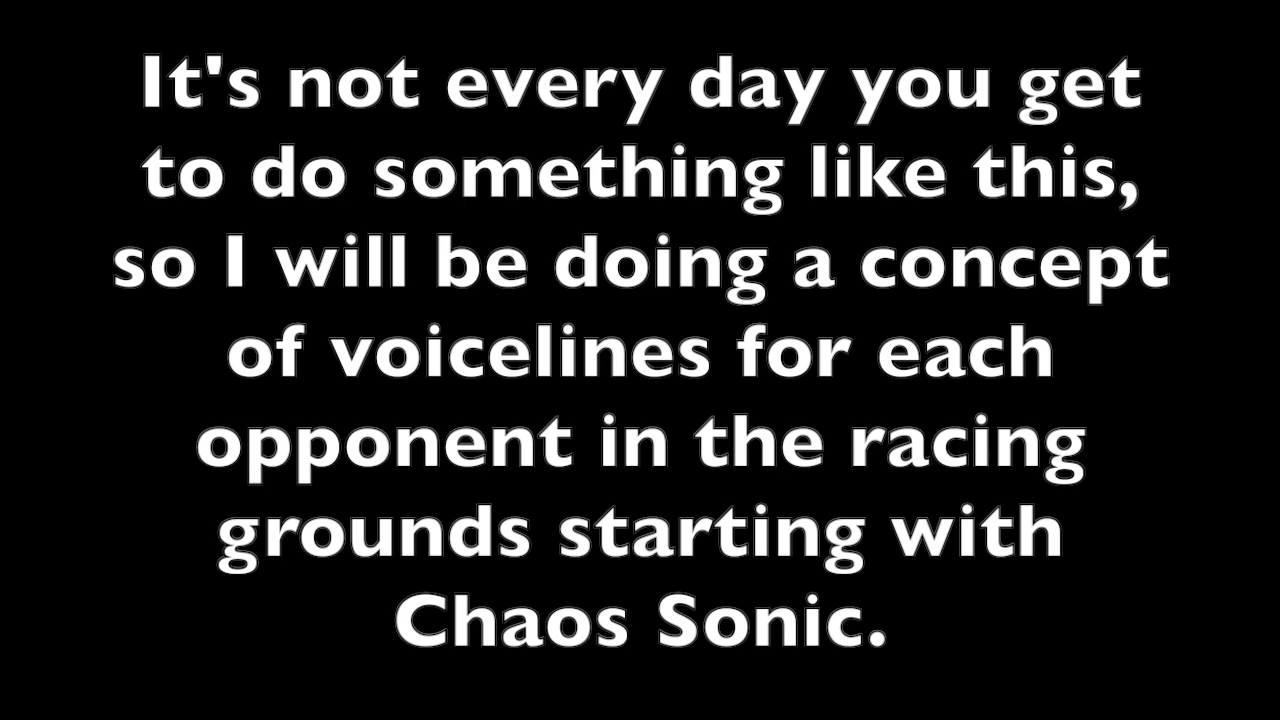 It's not every day you get
to do something like this,
so I will be doing a concept
of voicelines for each
opponent in the racing
grounds starting with
Chaos Sonic.